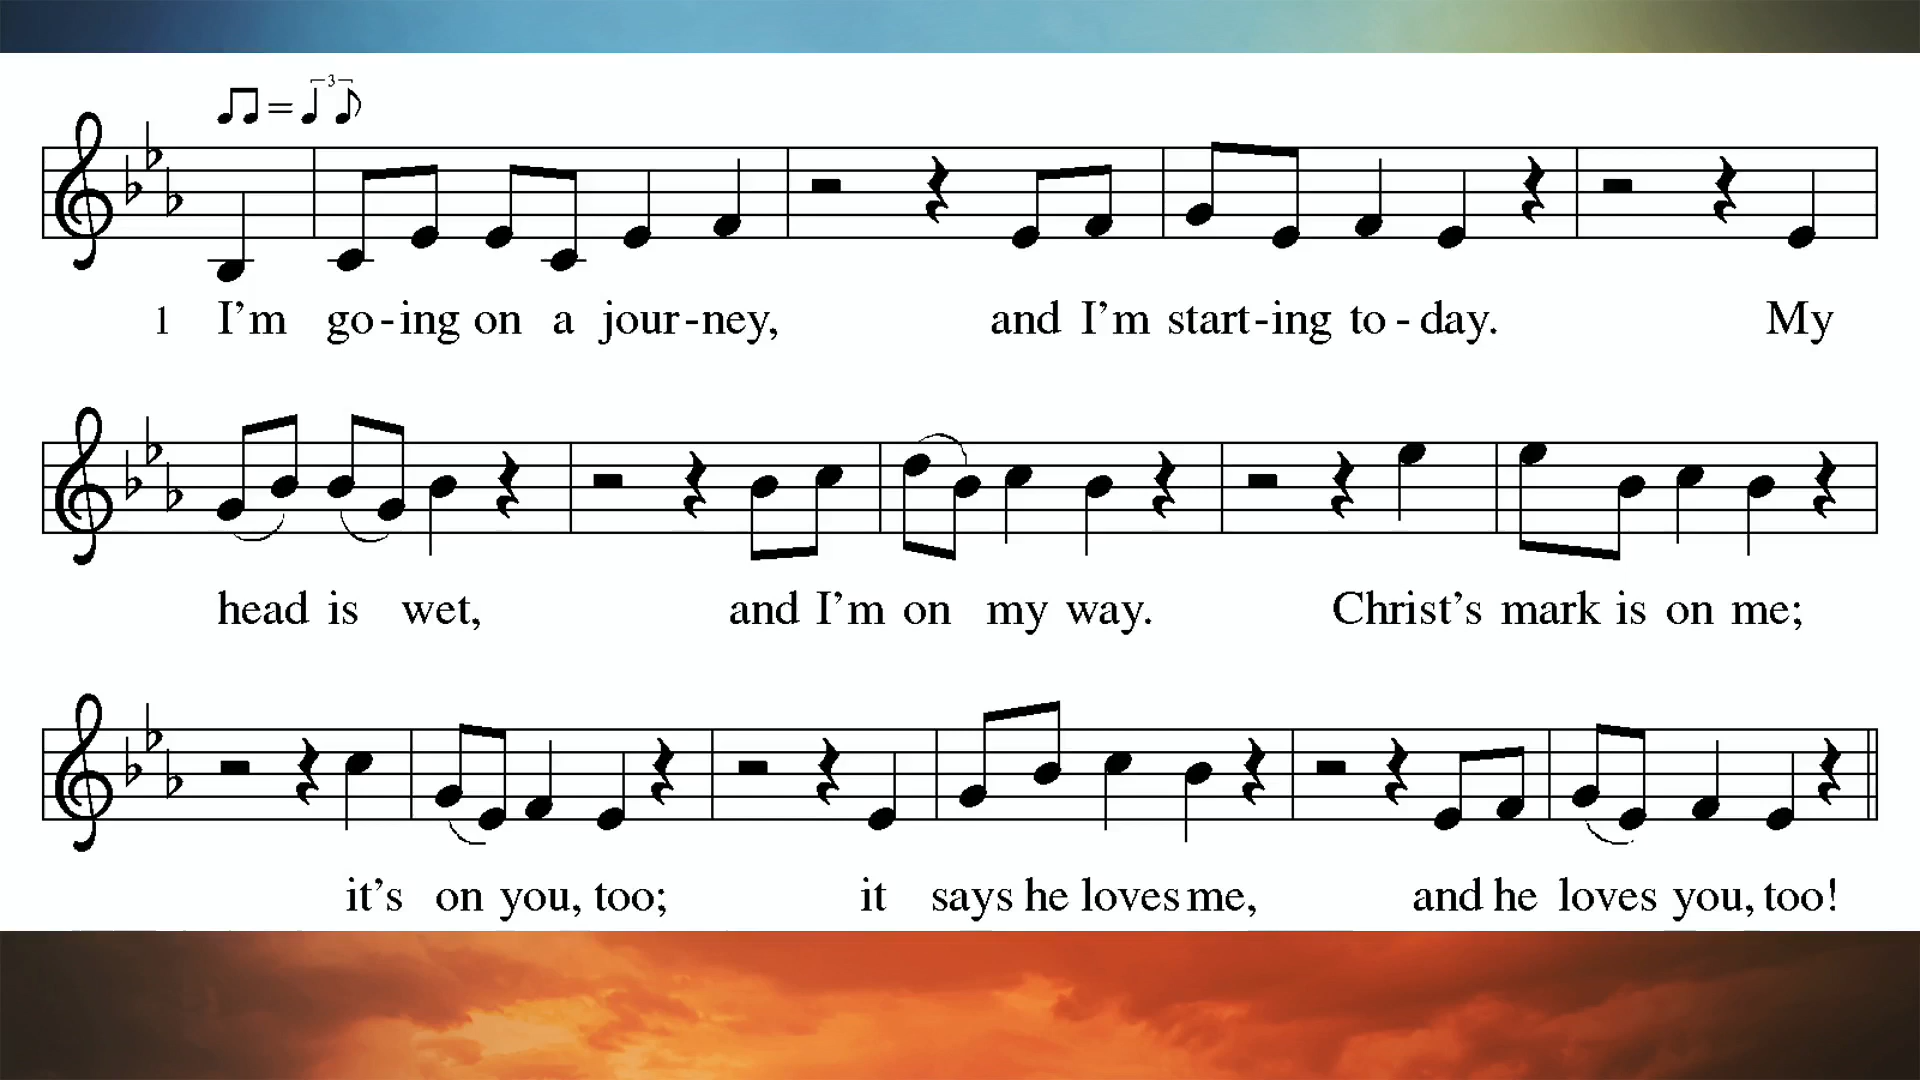 3
1 I'm go-ing on a jour-ney, and I'm start-ing to-day. My
head is wet, and I'm on my way. Christ's mark is on me;
it's on you, too; it says he loves me, and he loves you, too!